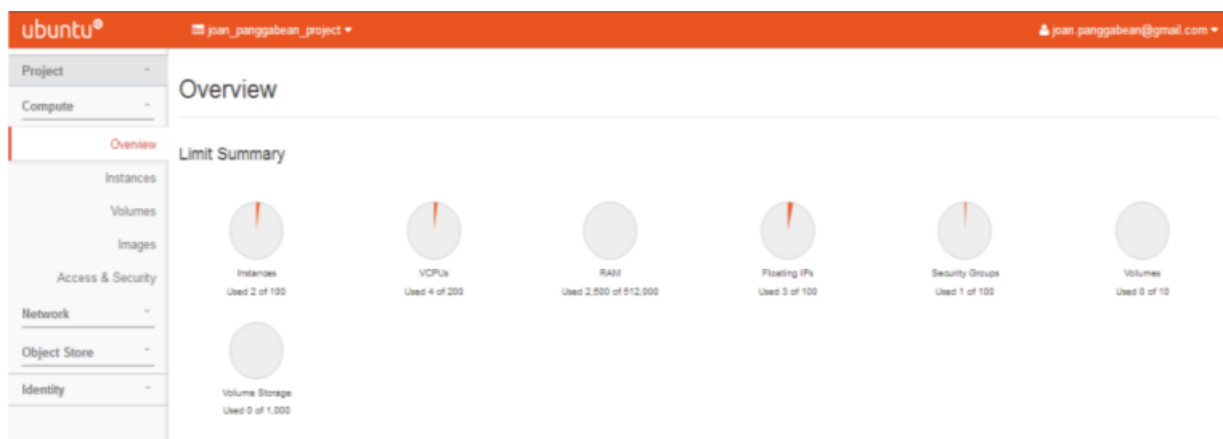 ubuntu
joan_panggabean_project
joan.panggabean@gmail.com
Project
Compute
Overview
Instances
Volumes
Images
Access & Security
Network
Object Store
Identity
Overview
Limit Summary
Instances
Used 2 of 100
VCPUs
Used 4 of 200
RAM
Used 2,500 of 512,000
Floating IPs
Used 3 of 100
Security Groups
Used 1 of 100
Volumes
Used 0 of 10
Volume Storage
Used 0 of 1,000